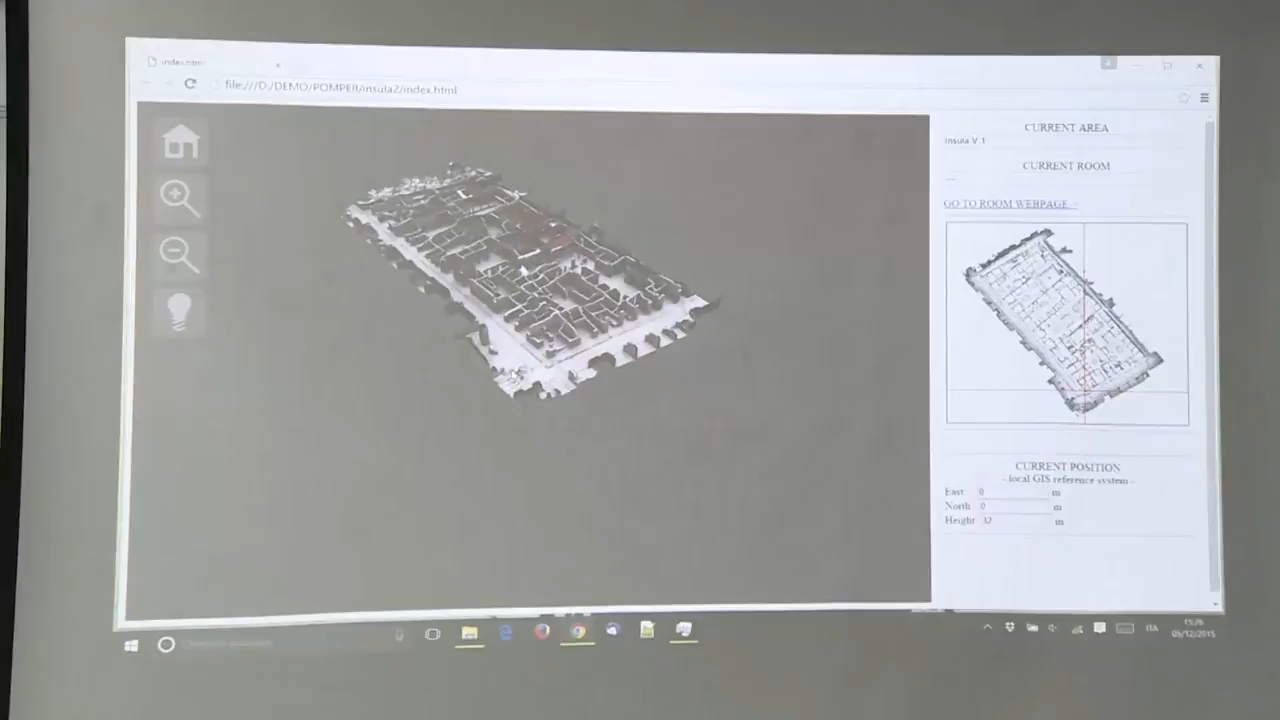 index.html
file:///D:/DEMO/POMPEII/insula2/index.html
CURRENT AREA
Insula V 1
CURRENT ROOM
GO TO ROOM WEBPAGE
CURRENT POSITION
- local GIS reference system -
East 0 m
North 0 m
Height 32 m
ITA
05/12/2015